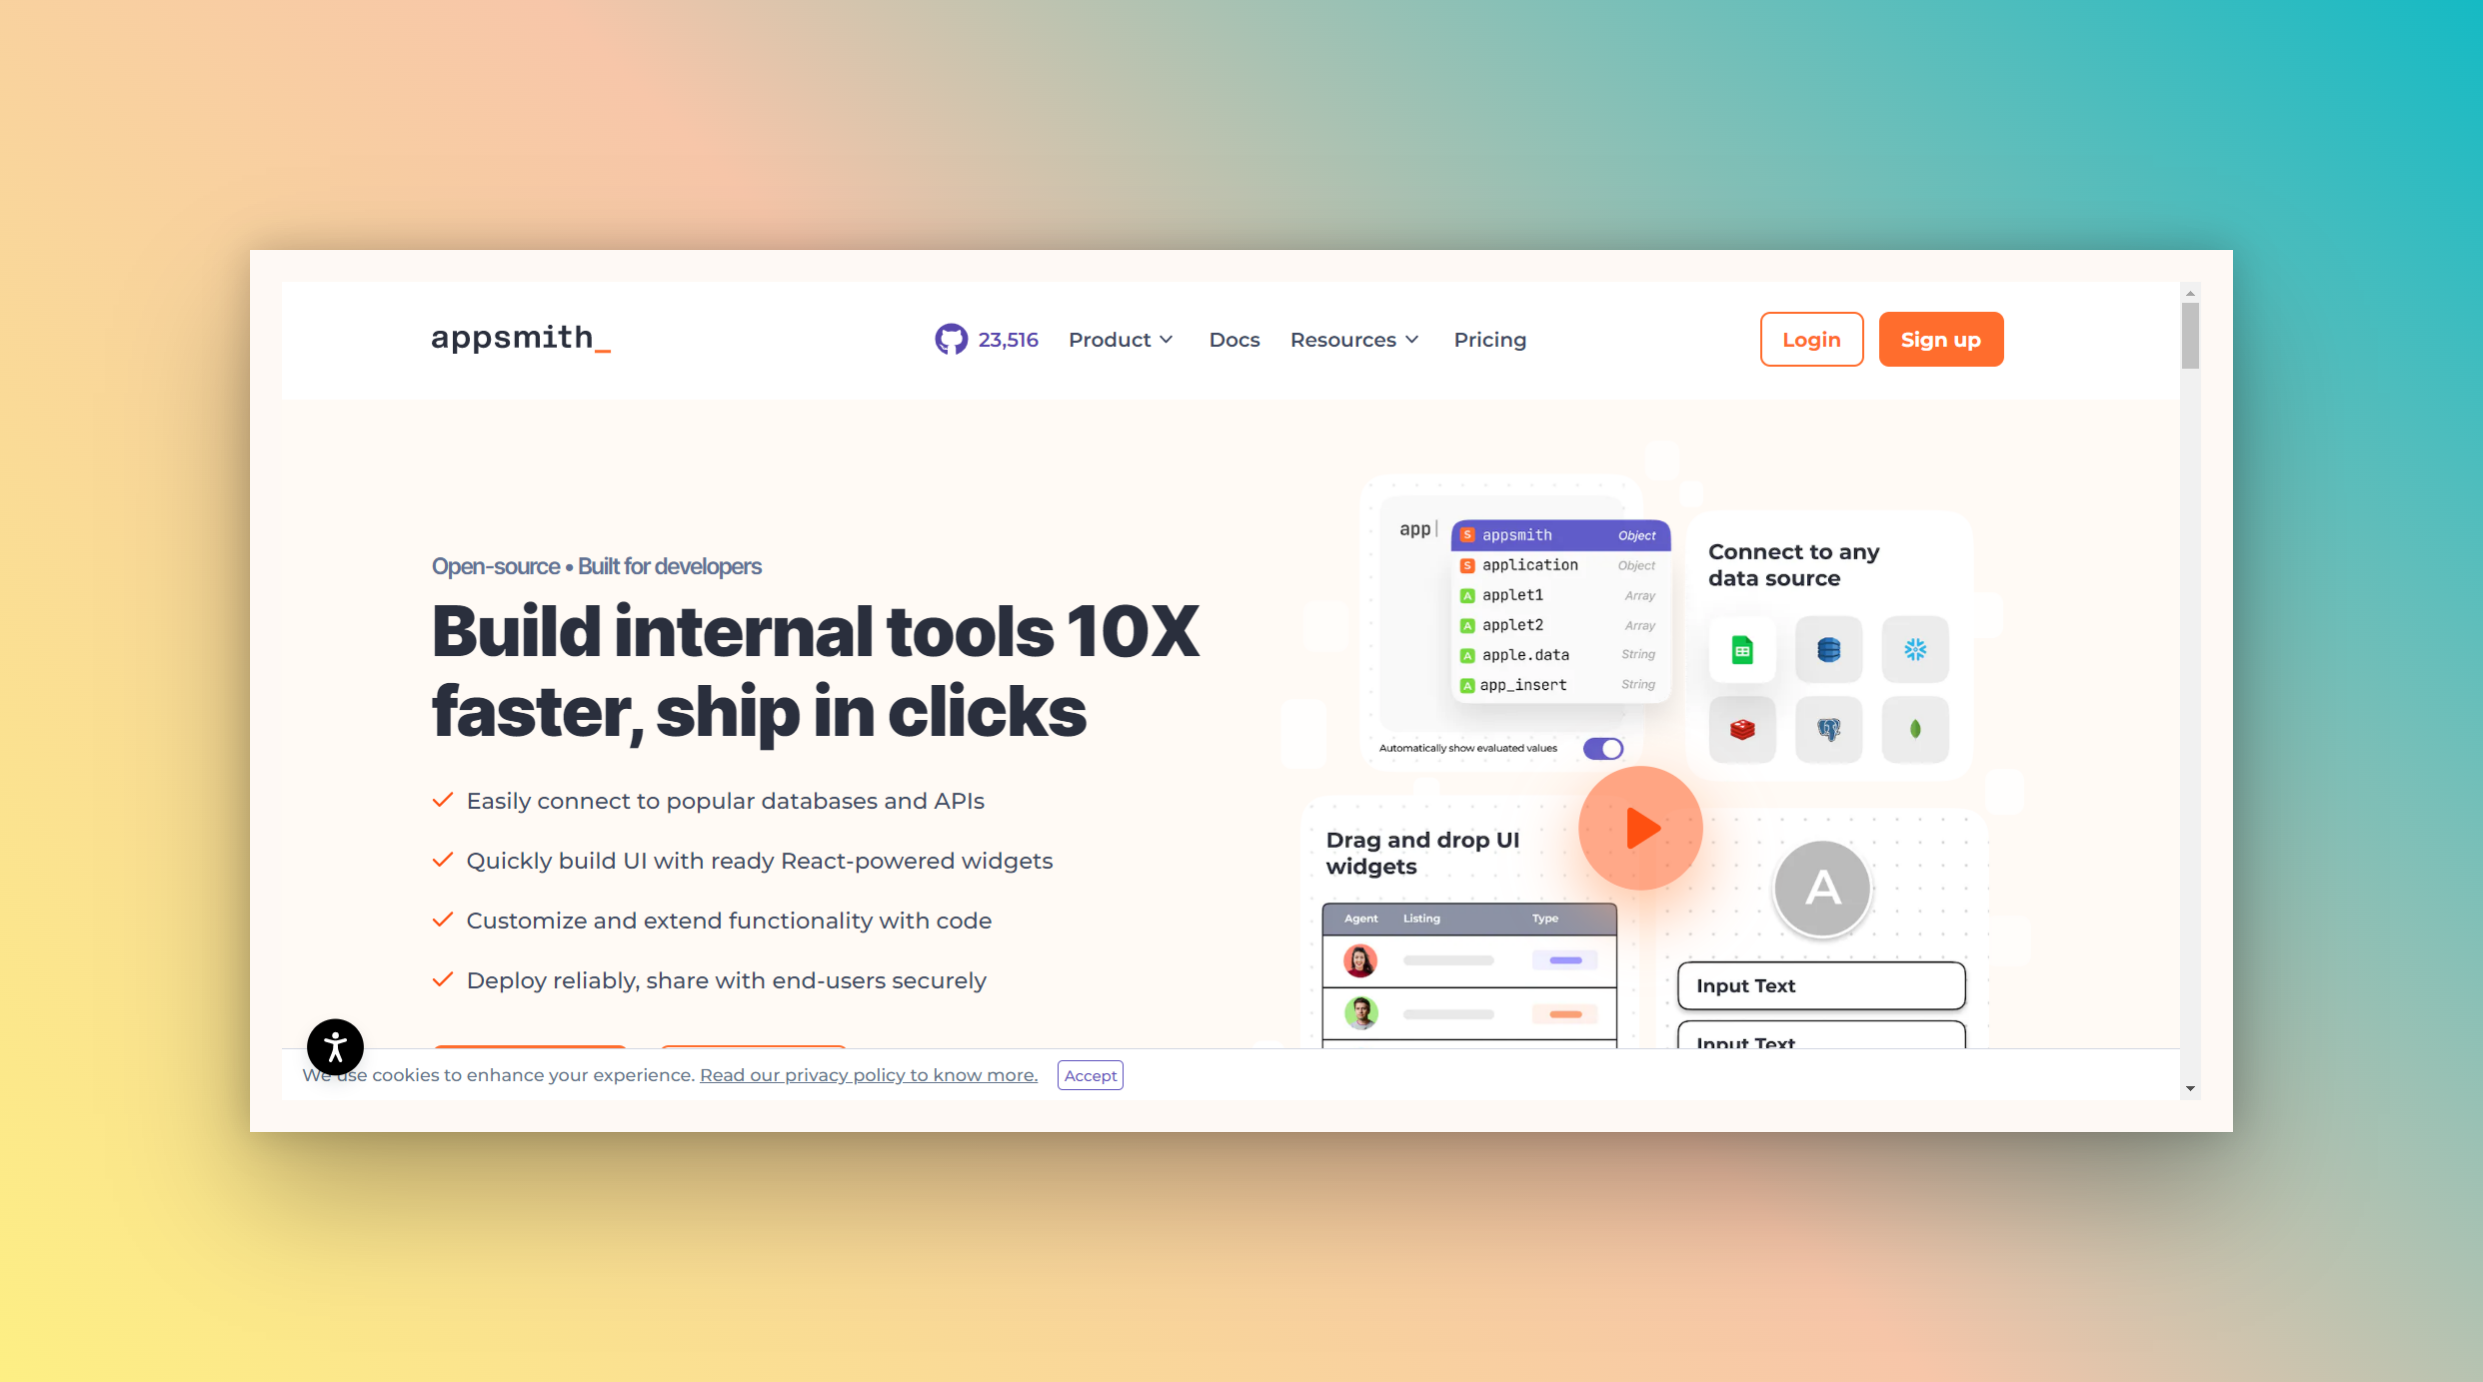 appsmith_
23,516 Product Docs Resources Pricing
Login Sign up
Open-source • Built for developers
Build internal tools 10X
faster, ship in clicks
Easily connect to popular databases and APIs
Quickly build UI with ready React-powered widgets
Customize and extend functionality with code
Deploy reliably, share with end-users securely
app
S appsmith Object
S application Object
A applet1 Array
A applet2 Array
A apple.data String
A app_insert String
Automatically show evaluated values
Connect to any
data source
Drag and drop UI
widgets
Agent Listing Type
A
Input Text
Input Text
We use cookies to enhance your experience. Read our privacy policy to know more. Accept